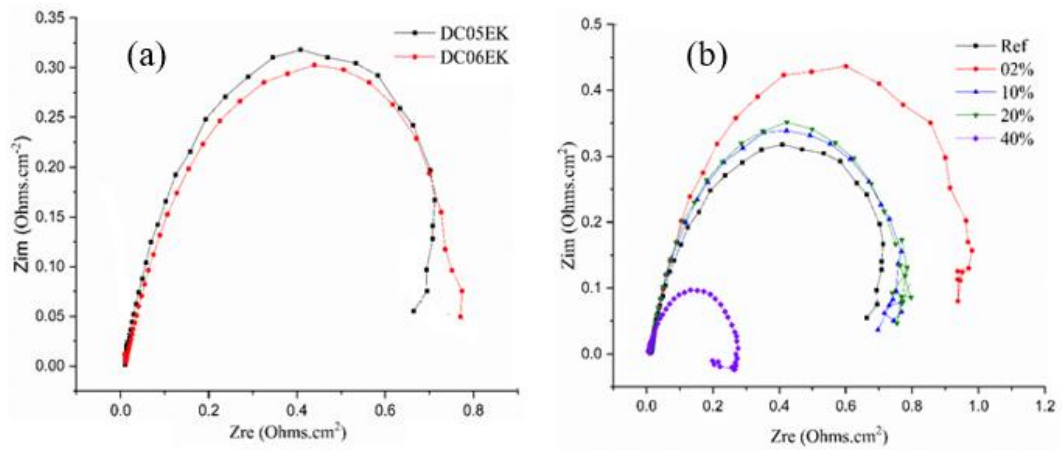 (a)
DC05EK
DC06EK
0.35
0.30
0.25
0.20
0.15
0.10
0.05
0.00
Zim (Ohms.cm⁻²)
0.0 0.2 0.4 0.6 0.8
Zre (Ohms.cm²)
(b)
Ref
02%
10%
20%
40%
0.5
0.4
0.3
0.2
0.1
0.0
Zim (Ohms.cm²)
0.0 0.2 0.4 0.6 0.8 1.0 1.2
Zre (Ohms.cm²)